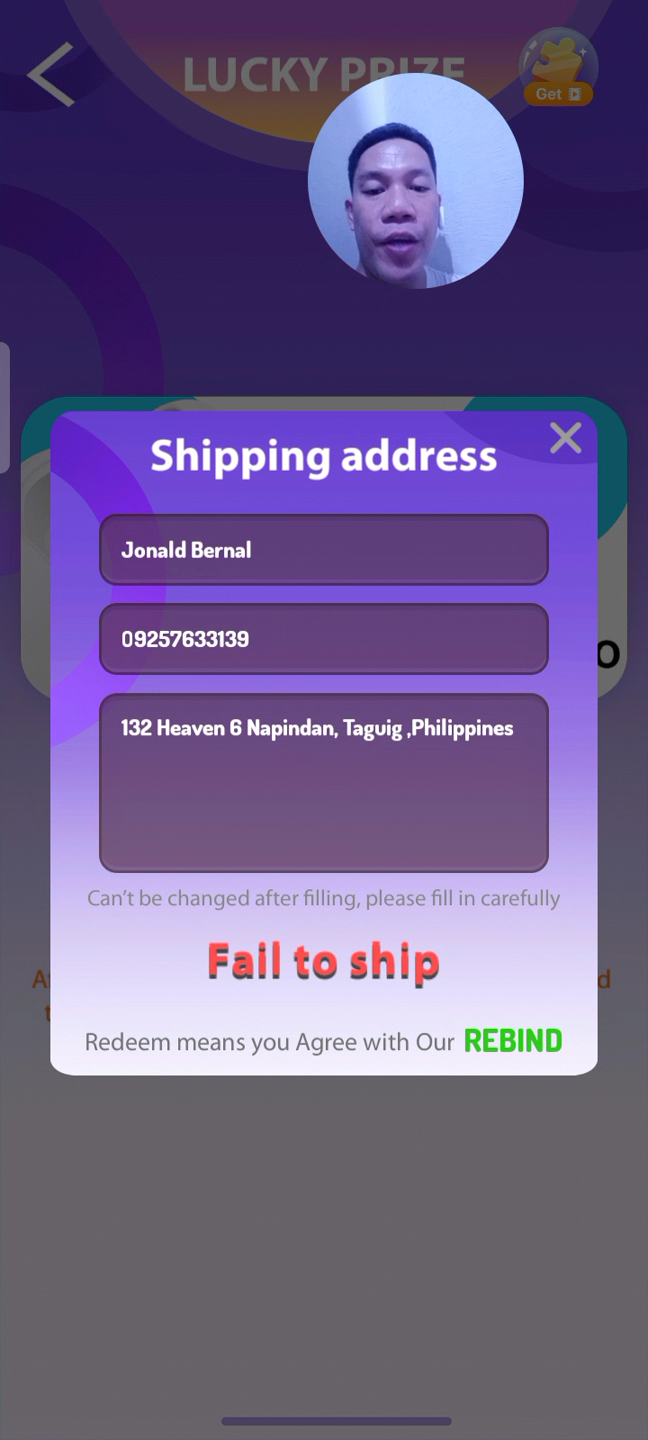 LUCKY PRIZE
Get
Shipping address
Jonald Bernal
09257633139
O
132 Heaven 6 Napindan, Taguig ,Philippines
Can't be changed after filling, please fill in carefully
Fail to ship
Redeem means you Agree with Our REBIND